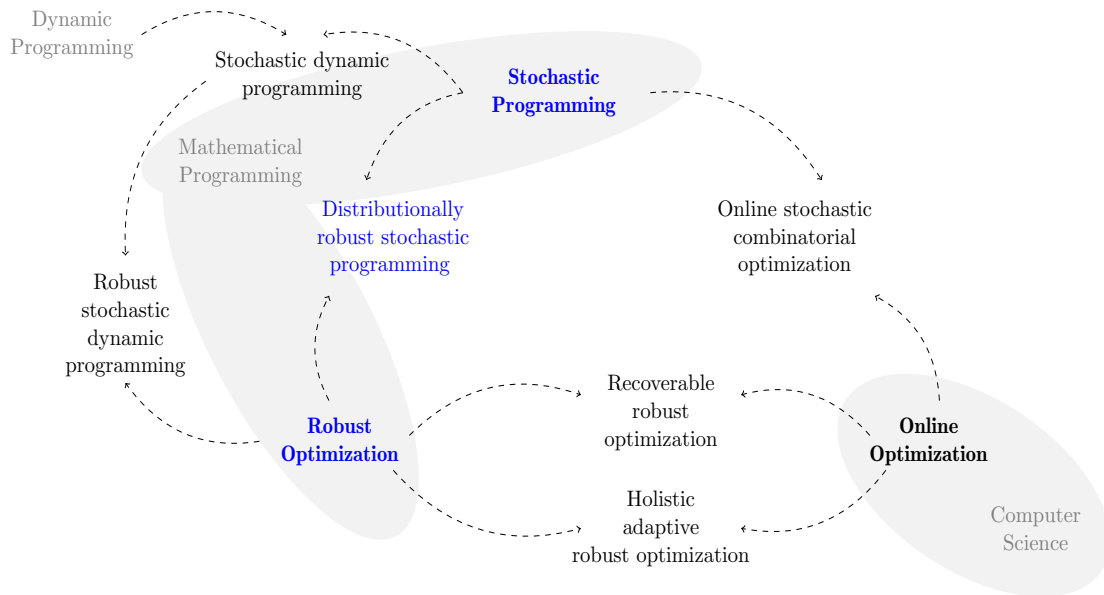 Dynamic
Programming
Stochastic dynamic
programming
Stochastic
Programming
Mathematical
Programming
Distributionally
robust stochastic
programming
Online stochastic
combinatorial
optimization
Robust
stochastic
dynamic
programming
Recoverable
robust
optimization
Robust
Optimization
Online
Optimization
Holistic
adaptive
robust optimization
Computer
Science